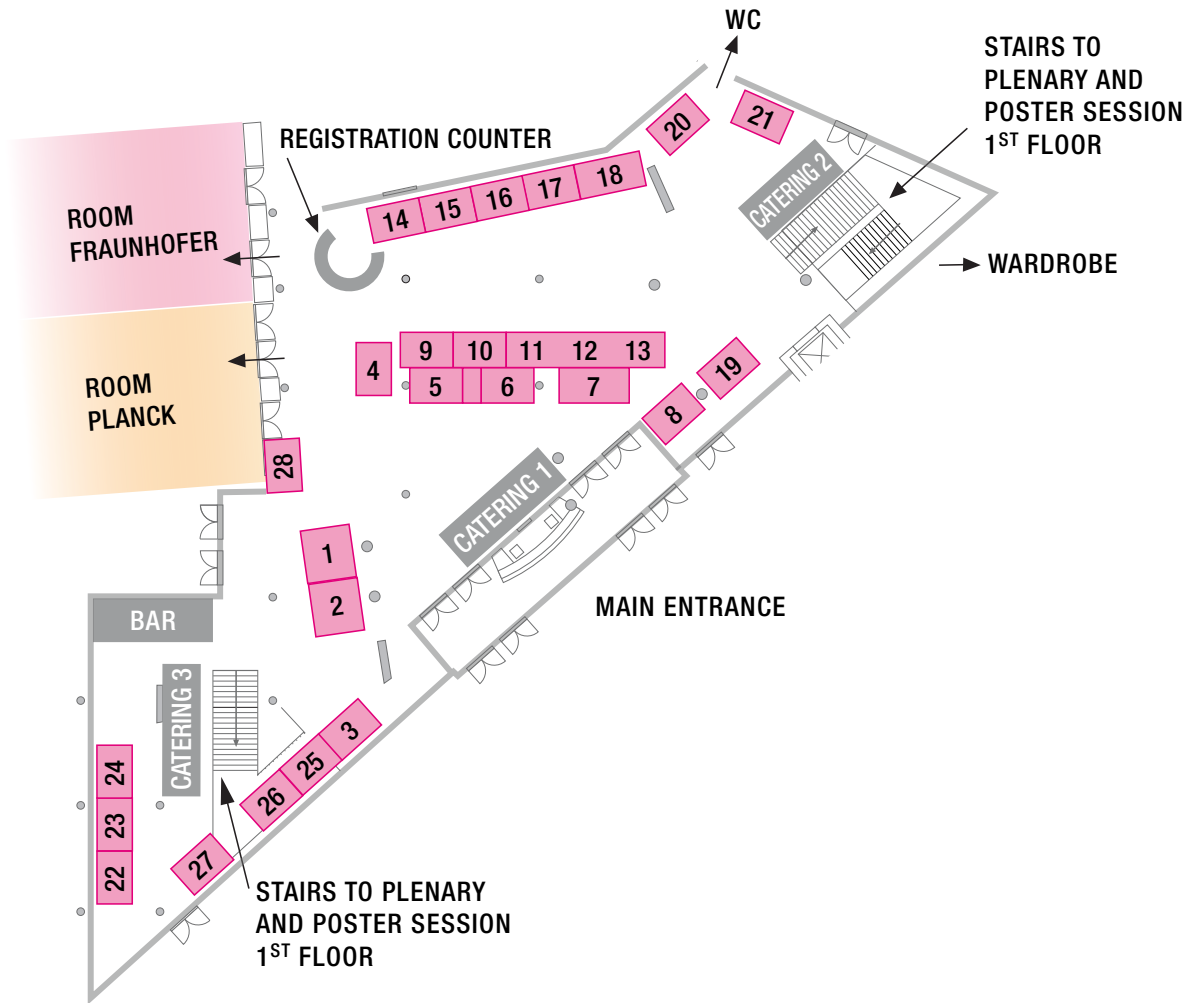 WC
STAIRS TO
PLENARY AND
POSTER SESSION
1ST FLOOR
REGISTRATION COUNTER
20
21
CATERING 2
ROOM
FRAUNHOFER
14 15 16 17 18
WARDROBE
9 10 11 12 13
4
5 6 7
19
8
ROOM
PLANCK
28
CATERING 1
1
2
MAIN ENTRANCE
BAR
CATERING 3
3
25
26
27
24
23
22
STAIRS TO PLENARY
AND POSTER SESSION
1ST FLOOR